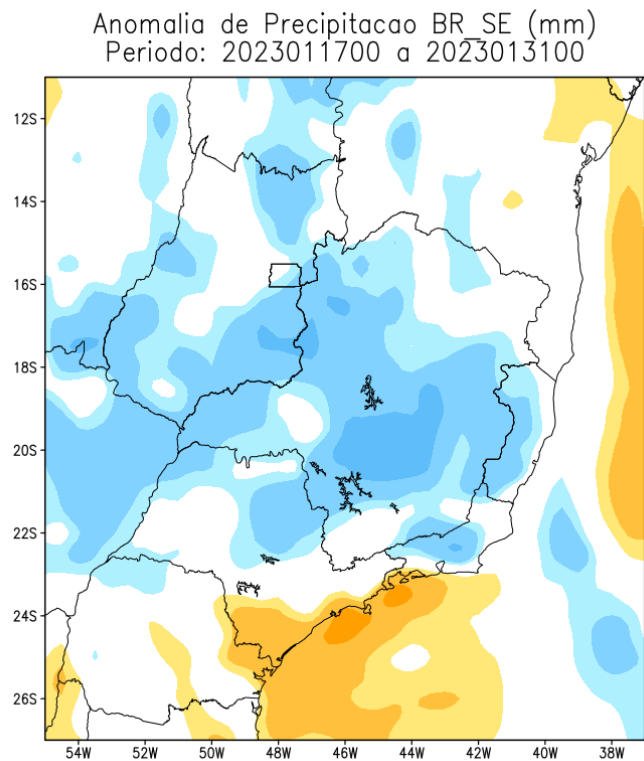 Anomalia de Precipitacao BR_SE (mm)
Periodo: 2023011700 a 2023013100
12S
14S
16S
18S
20S
22S
24S
26S
54W 52W 50W 48W 46W 44W 42W 40W 38W